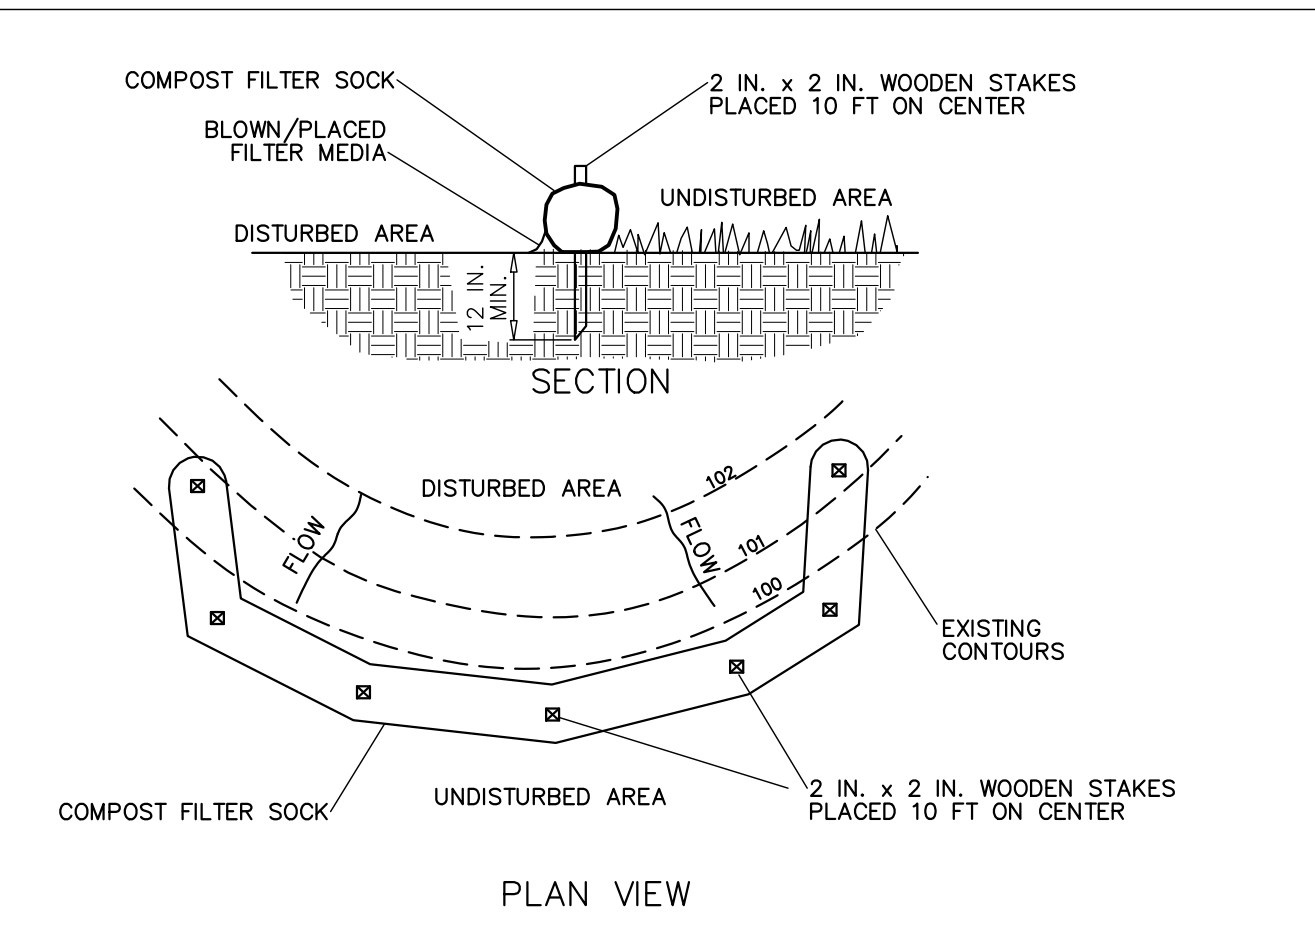 COMPOST FILTER SOCK
2 IN. x 2 IN. WOODEN STAKES
PLACED 10 FT ON CENTER
BLOWN/PLACED
FILTER MEDIA
UNDISTURBED AREA
DISTURBED AREA
12 IN.
MIN.
SECTION
102
DISTURBED AREA
FLOW
FLOW
101
100
EXISTING
CONTOURS
2 IN. x 2 IN. WOODEN STAKES
PLACED 10 FT ON CENTER
UNDISTURBED AREA
COMPOST FILTER SOCK
PLAN VIEW